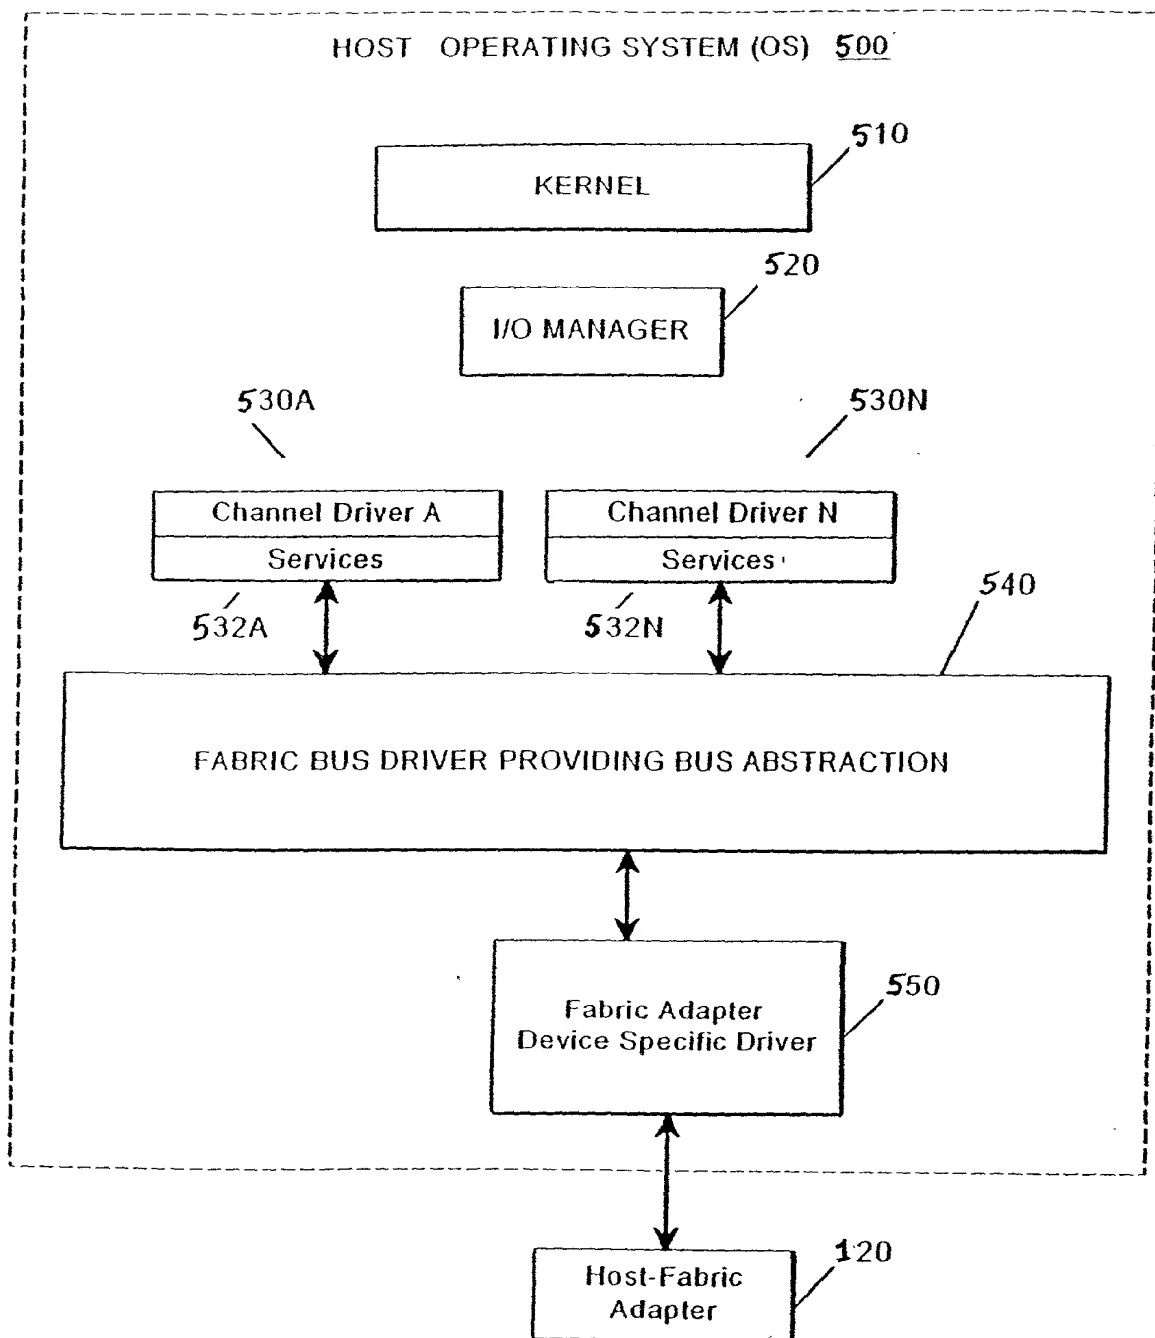 HOST OPERATING SYSTEM (OS) 500
510
KERNEL
520
I/O MANAGER
530A
530N
Channel Driver A
Services
Channel Driver N
Services
532A
532N
540
FABRIC BUS DRIVER PROVIDING BUS ABSTRACTION
550
Fabric Adapter
Device Specific Driver
120
Host-Fabric
Adapter